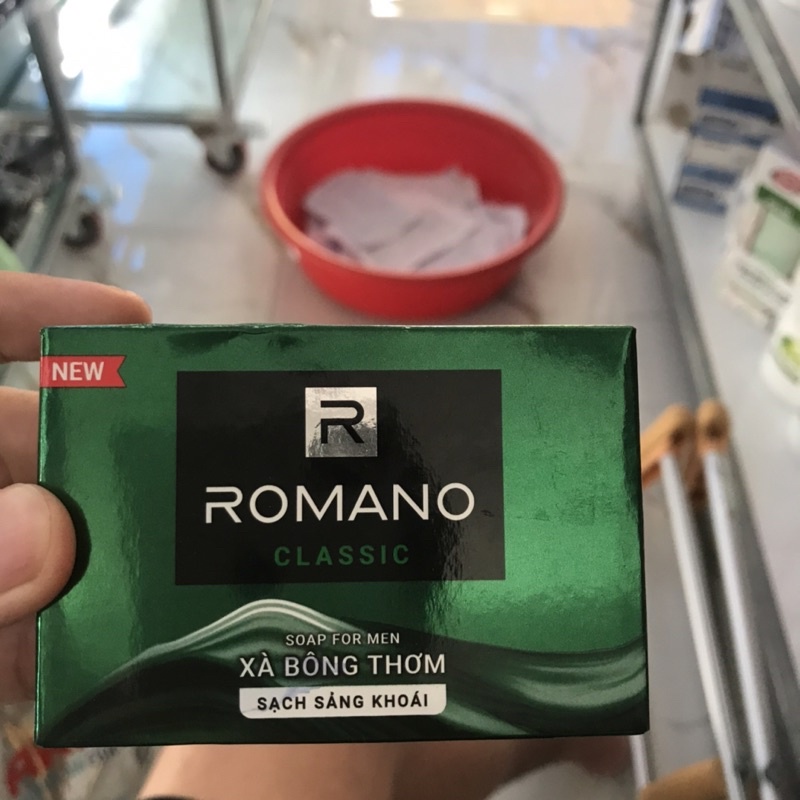 NEW
R
ROMANO
CLASSIC
SOAP FOR MEN
XÀ BÔNG THƠM
SẠCH SẢNG KHOÁI